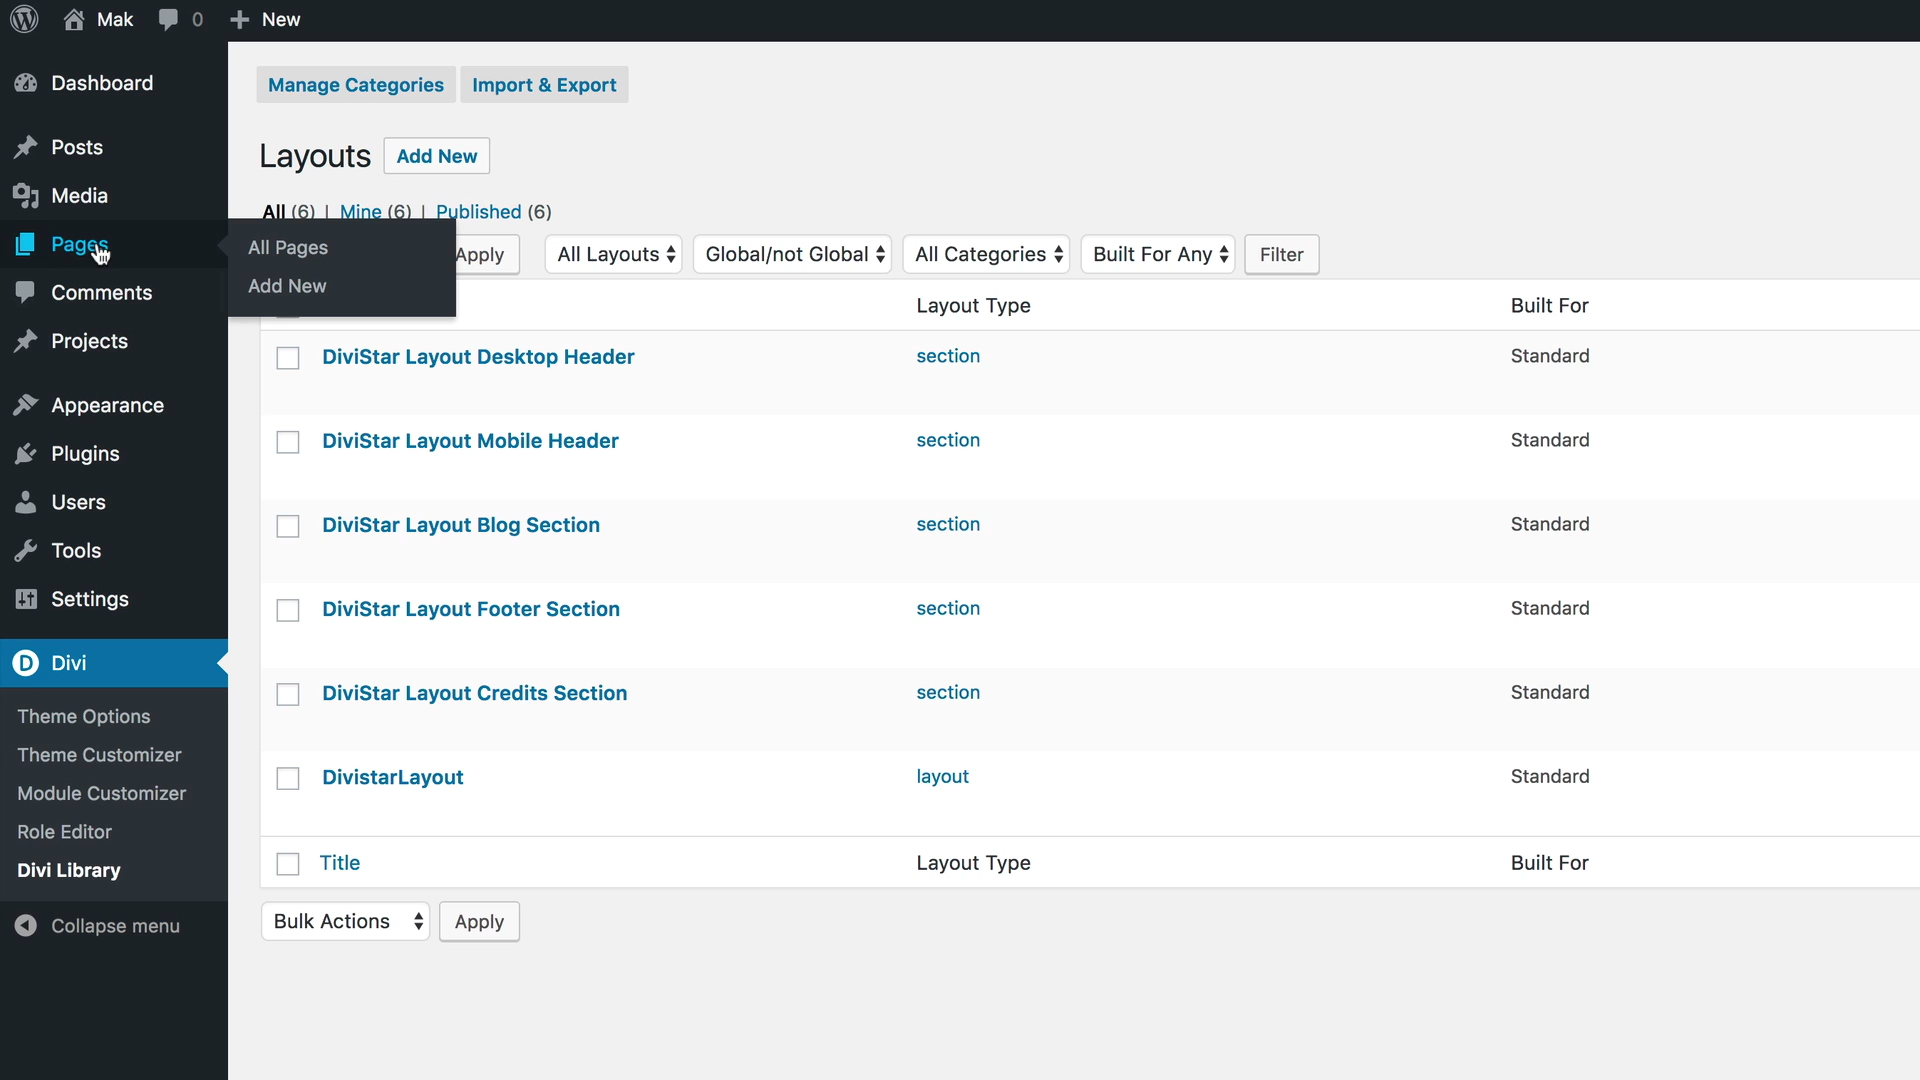 Mak 0 New
Dashboard
Posts
Media
Pages
All Pages
Add New
Comments
Projects
Appearance
Plugins
Users
Tools
Settings
Divi
Theme Options
Theme Customizer
Module Customizer
Role Editor
Divi Library
Collapse menu
Manage Categories Import & Export
Layouts Add New
All (6) | Mine (6) | Published (6)
Apply All Layouts Global/not Global All Categories Built For Any Filter
Layout Type Built For
DiviStar Layout Desktop Header section Standard
DiviStar Layout Mobile Header section Standard
DiviStar Layout Blog Section section Standard
DiviStar Layout Footer Section section Standard
DiviStar Layout Credits Section section Standard
DivistarLayout layout Standard
Title Layout Type Built For
Bulk Actions Apply